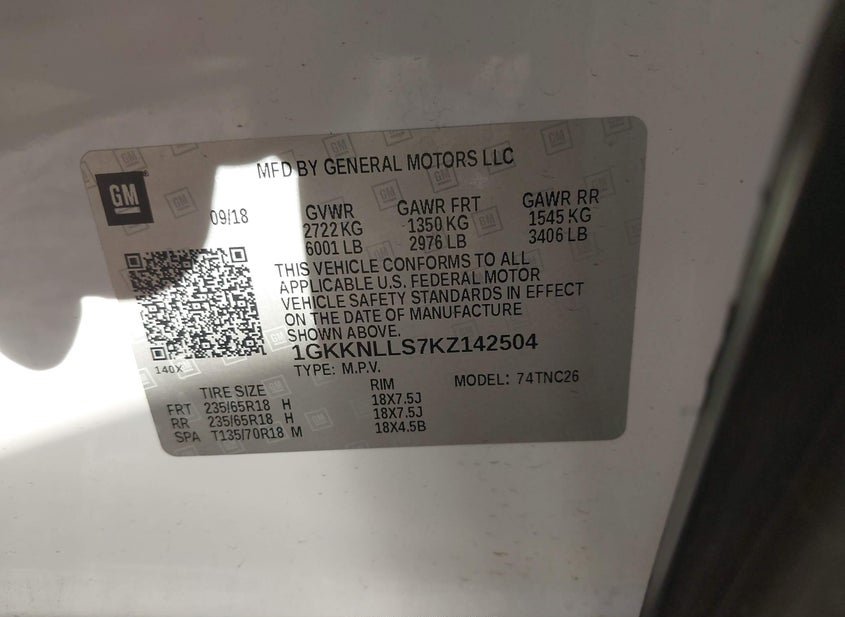 MFD BY GENERAL MOTORS LLC
GM
09/18 GVWR GAWR FRT GAWR RR
2722 KG 1350 KG 1545 KG
6001 LB 2976 LB 3406 LB
THIS VEHICLE CONFORMS TO ALL
APPLICABLE U.S. FEDERAL MOTOR
VEHICLE SAFETY STANDARDS IN EFFECT
ON THE DATE OF MANUFACTURE
SHOWN ABOVE.
1GKKNLLS7KZ142504
140X TYPE: M.P.V. MODEL: 74TNC26
TIRE SIZE RIM
FRT 235/65R18 H 18X7.5J
RR 235/65R18 H 18X7.5J
SPA T135/70R18 M 18X4.5B